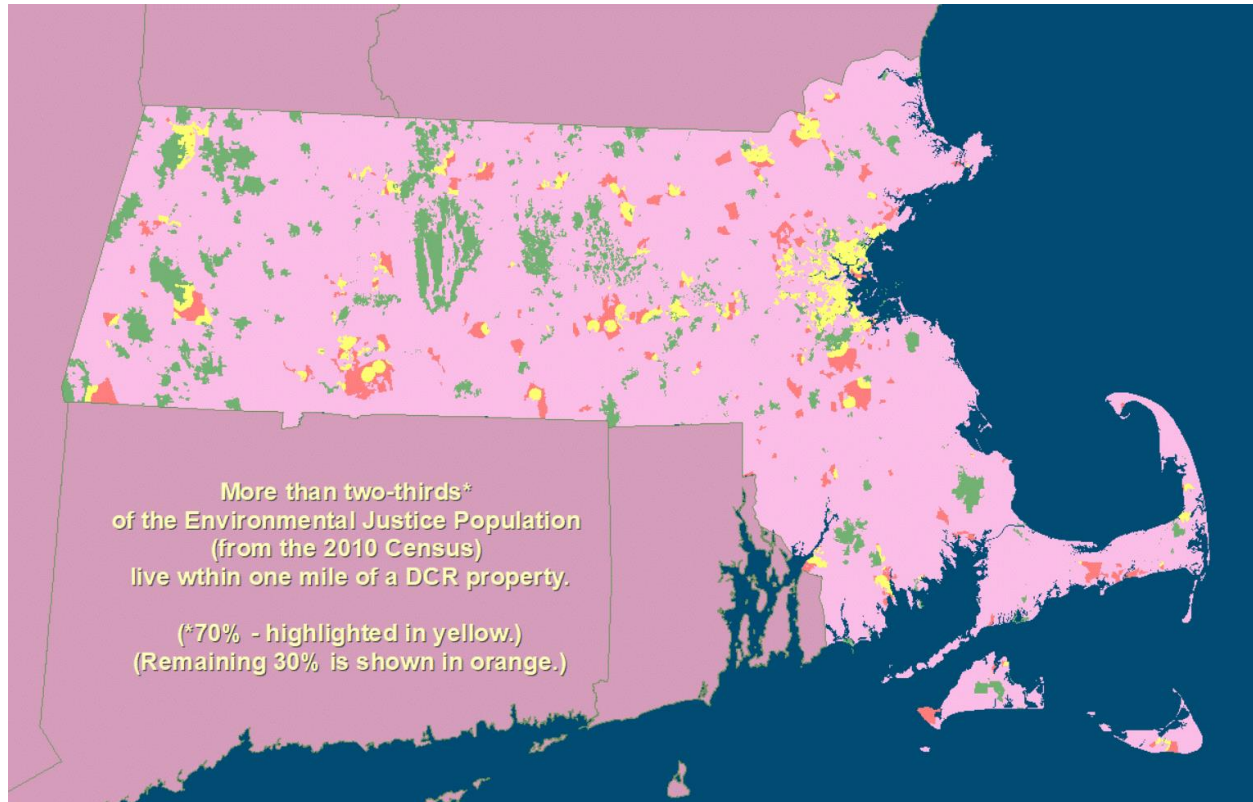 More than two-thirds*
of the Environmental Justice Population
(from the 2010 Census)
live wthin one mile of a DCR property.
(*70% - highlighted in yellow.)
(Remaining 30% is shown in orange.)